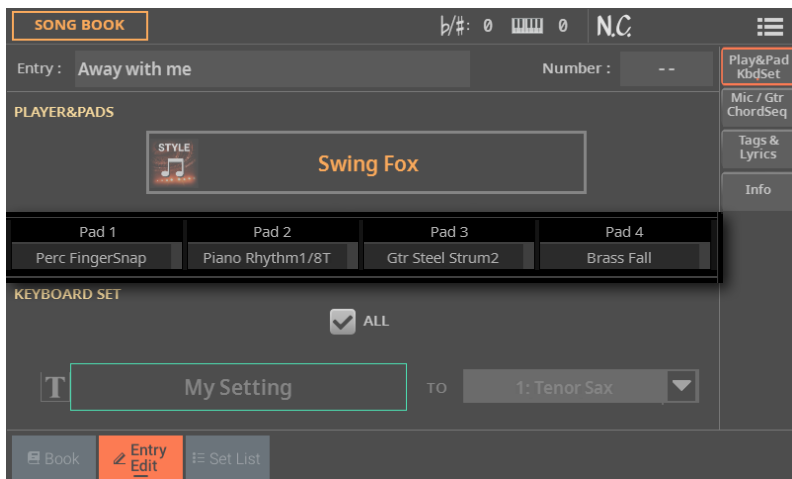 SONG BOOK
b/#: 0
0
N.C.
Entry : Away with me
Number : --
Play&Pad
KbdSet
Mic / Gtr
ChordSeq
Tags &
Lyrics
Info
PLAYER&PADS
STYLE
Swing Fox
Pad 1 Pad 2 Pad 3 Pad 4
Perc FingerSnap Piano Rhythm1/8T Gtr Steel Strum2 Brass Fall
KEYBOARD SET
ALL
T My Setting TO 1: Tenor Sax
Book Entry Edit Set List